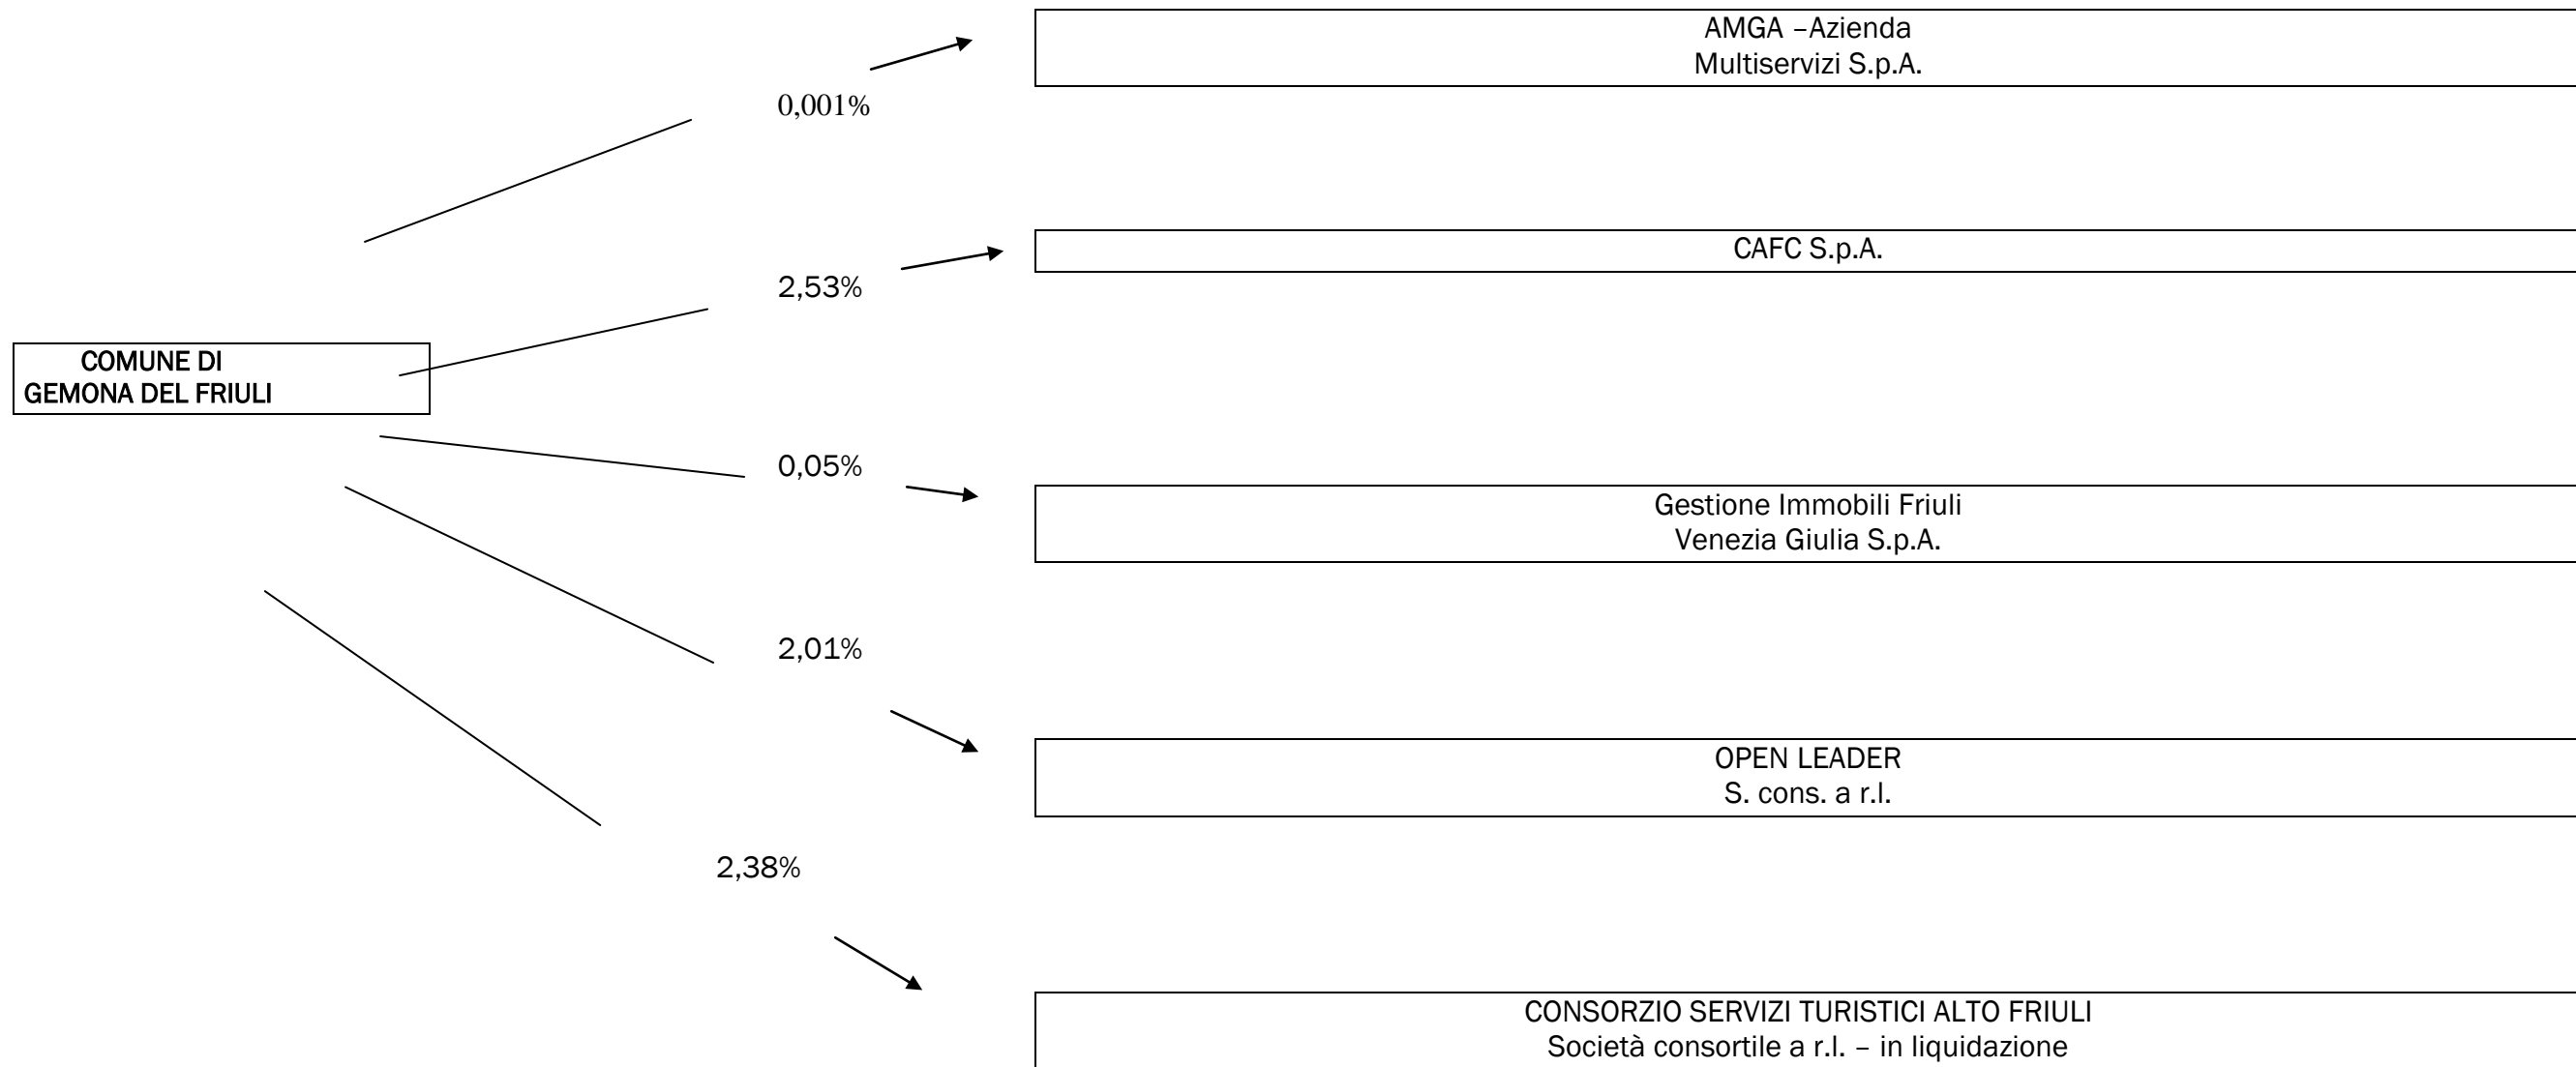 AMGA –Azienda
Multiservizi S.p.A.
0,001%
CAFC S.p.A.
2,53%
COMUNE DI
GEMONA DEL FRIULI
0,05%
Gestione Immobili Friuli
Venezia Giulia S.p.A.
2,01%
OPEN LEADER
S. cons. a r.l.
2,38%
CONSORZIO SERVIZI TURISTICI ALTO FRIULI
Società consortile a r.l. – in liquidazione